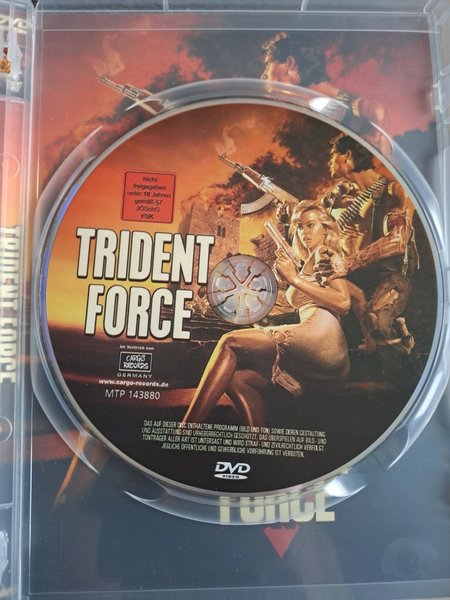 Nicht
freigegeben
unter 18 Jahren
gemäß §7
JÖSchG
FSK
TRIDENT
FORCE
Im Vertrieb von
CARGO
RECORDS
GERMANY
www.cargo-records.de
MTP 143880
DAS AUF DIESER DISC ENTHALTENE PROGRAMM (BILD UND TON) SOWIE DEREN GESTALTUNG
UND AUSSTATTUNG SIND URHEBERRECHTLICH GESCHÜTZT. DAS ÜBERSPIELEN AUF BILD- UND
TONTRÄGER ALLER ART IST UNTERSAGT UND WIRD STRAF- UND ZIVILRECHTLICH VERFOLGT.
JEGLICHE ÖFFENTLICHE UND GEWERBLICHE VORFÜHRUNG IST VERBOTEN.
DVD
VIDEO
FORCE
TRIDENT FORCE